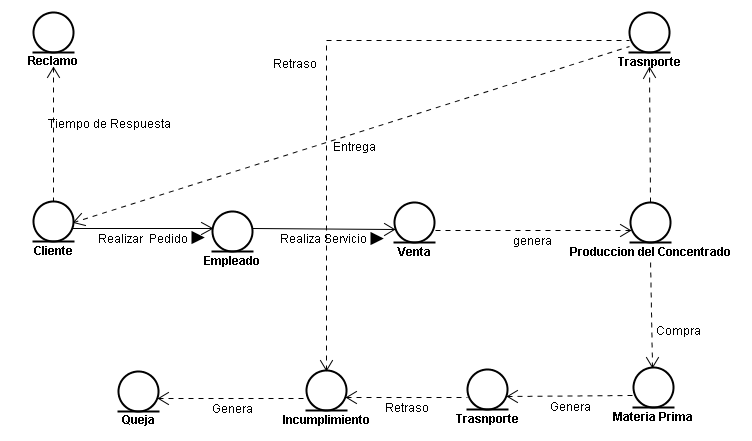 Reclamo
Retraso
Trasnporte
Tiempo de Respuesta
Entrega
Cliente
Realizar Pedido
Empleado
Realiza Servicio
Venta
genera
Produccion del Concentrado
Compra
Queja
Genera
Incumplimiento
Retraso
Trasnporte
Genera
Materia Prima